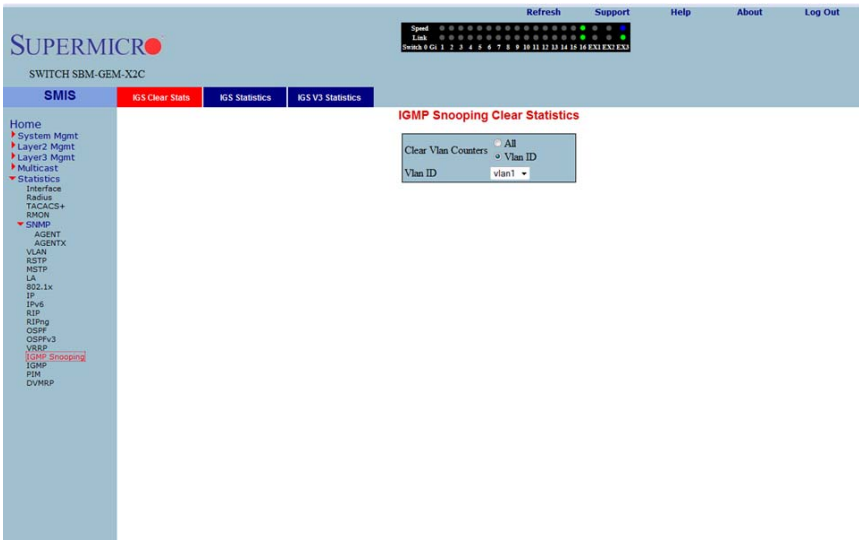 Refresh Support Help About Log Out
SUPERMICRO
SWITCH SBM-GEM-X2C
Speed
Link
Switch 0 Gi 1 2 3 4 5 6 7 8 9 10 11 12 13 14 15 16 EX1 EX2 EX3
SMIS
IGS Clear Stats IGS Statistics IGS V3 Statistics
IGMP Snooping Clear Statistics
Clear Vlan Counters
All
Vlan ID
Vlan ID vlan1
Home
System Mgmt
Layer2 Mgmt
Layer3 Mgmt
Multicast
Statistics
Interface
Radius
TACACS+
RMON
SNMP
AGENT
AGENTX
VLAN
RSTP
MSTP
LA
802.1x
IP
IPv6
RIP
RIPng
OSPF
OSPFv3
VRRP
IGMP Snooping
IGMP
PIM
DVMRP